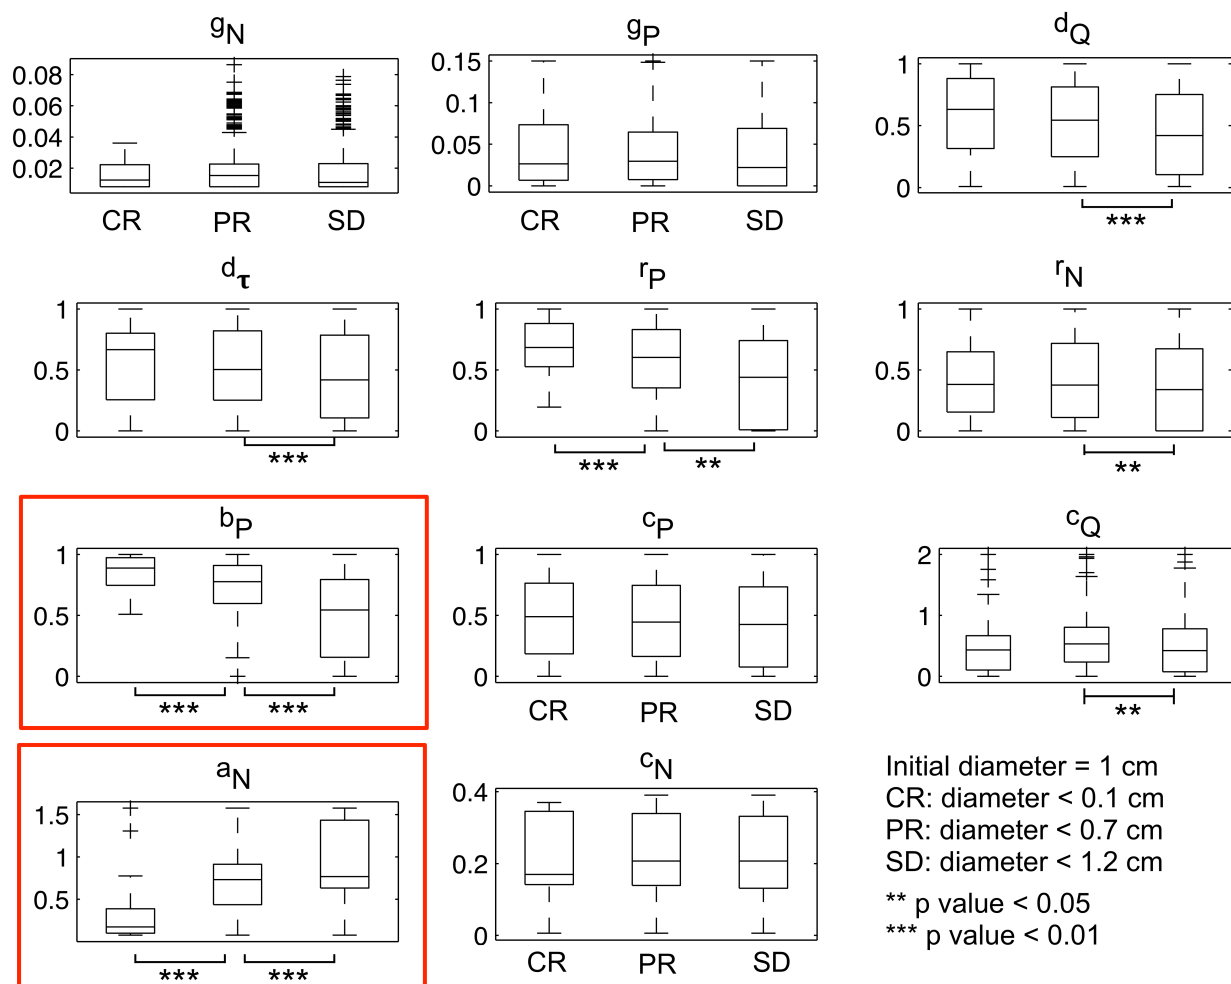 gN
gP
dQ
0.08
0.06
0.04
0.02
0.15
0.1
0.05
0
1
0.5
0
CR PR SD
CR PR SD
***
dτ
rP
rN
1
0.5
0
1
0.5
0
1
0.5
0
***
*** **
**
bP
cP
cQ
1
0.5
0
1
0.5
0
2
1
0
*** ***
CR PR SD
**
aN
cN
1.5
1
0.5
0.4
0.2
0
*** ***
CR PR SD
Initial diameter = 1 cm
CR: diameter < 0.1 cm
PR: diameter < 0.7 cm
SD: diameter < 1.2 cm
** p value < 0.05
*** p value < 0.01